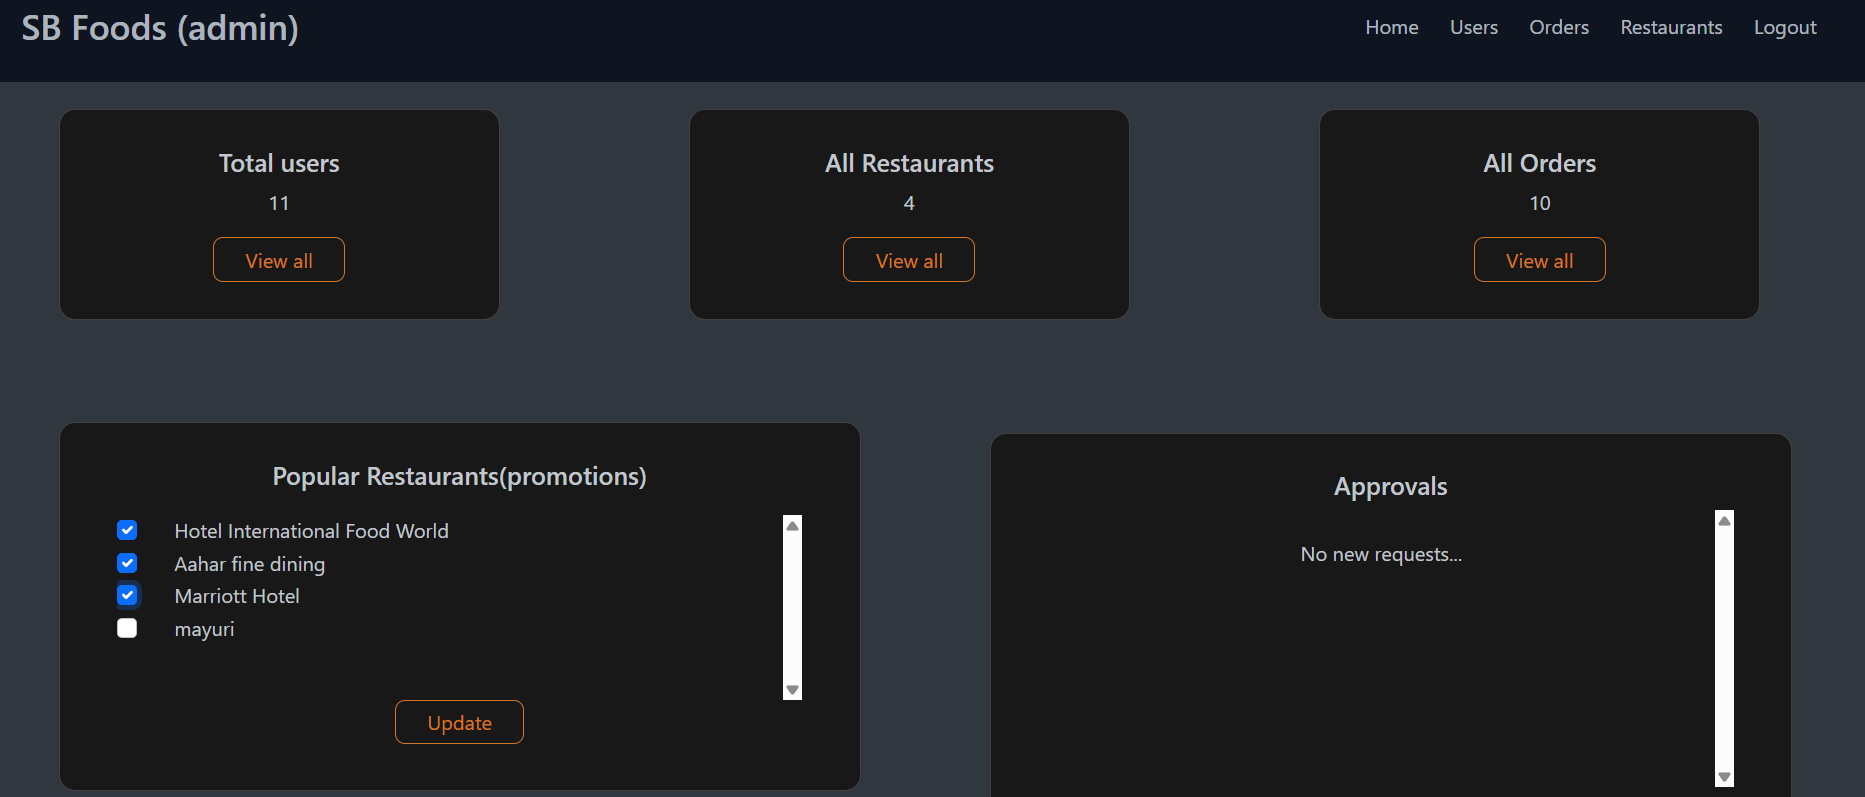 SB Foods (admin)
Home Users Orders Restaurants Logout
Total users
11
View all
All Restaurants
4
View all
All Orders
10
View all
Popular Restaurants(promotions)
Hotel International Food World
Aahar fine dining
Marriott Hotel
mayuri
Update
Approvals
No new requests...